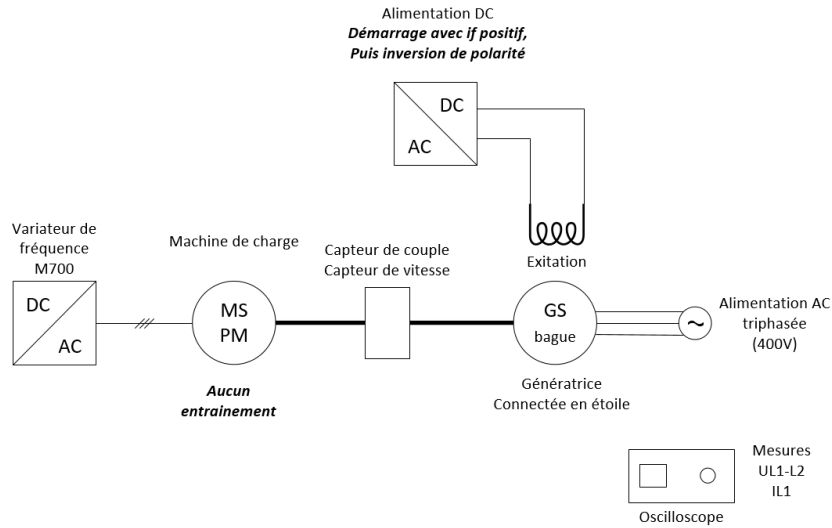 Alimentation DC
Démarrage avec if positif,
Puis inversion de polarité
DC
AC
Exitation
Variateur de
fréquence
M700
DC
AC
Machine de charge
MS
PM
Aucun
entrainement
Capteur de couple
Capteur de vitesse
GS
bague
Génératrice
Connectée en étoile
~
Alimentation AC
triphasée
(400V)
Mesures
UL1-L2
IL1
Oscilloscope